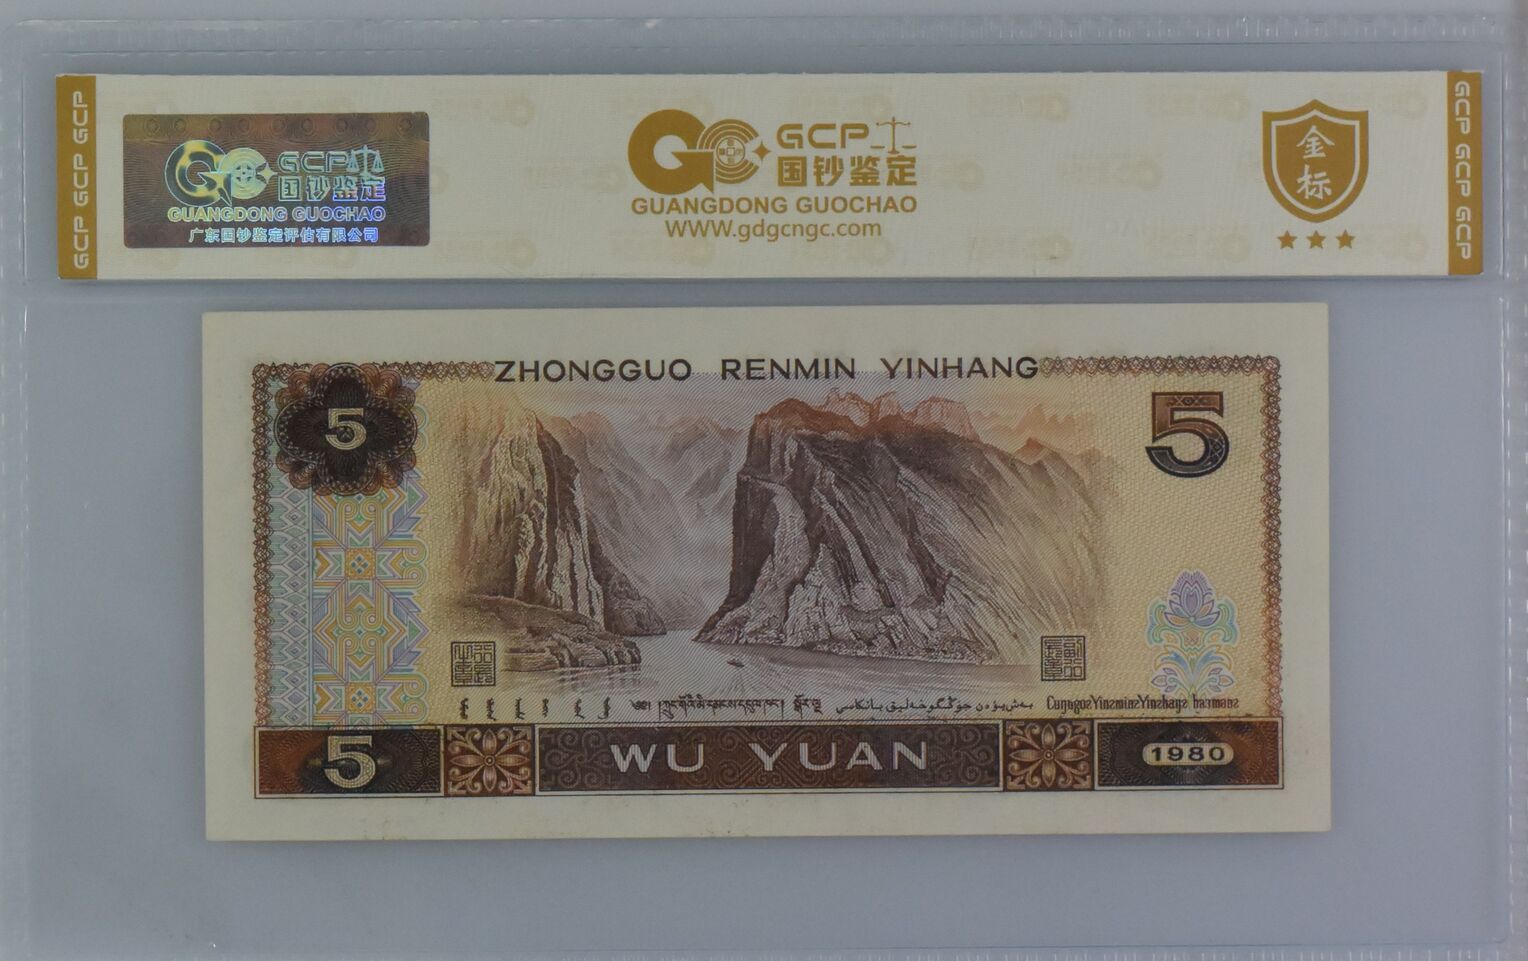 GCP GCP GCP
GCP 国钞鉴定
GUANGDONG GUOCHAO
广东国钞鉴定评估有限公司
GCP 国钞鉴定
GUANGDONG GUOCHAO
WWW.gdgcngc.com
金标
GCP GCP GCP
ZHONGGUO RENMIN YINHANG
5
5
5
WU YUAN
1980